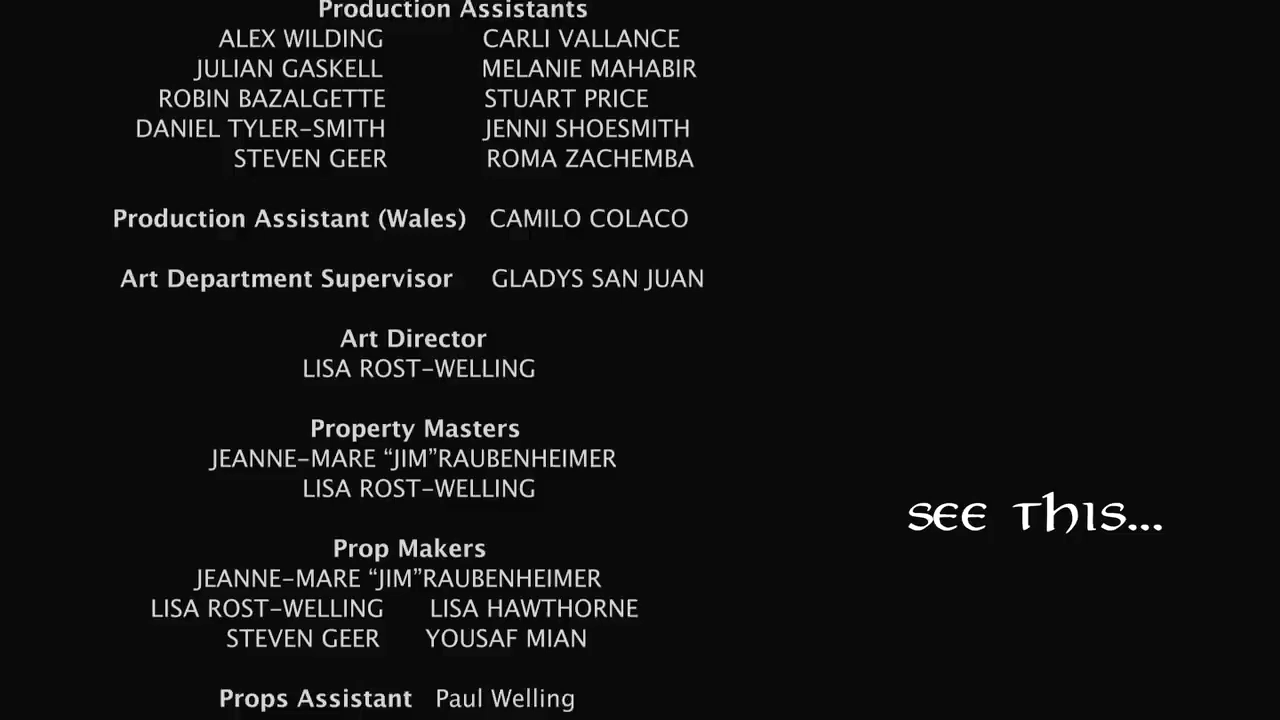 Production Assistants
ALEX WILDING CARLI VALLANCE
JULIAN GASKELL MELANIE MAHABIR
ROBIN BAZALGETTE STUART PRICE
DANIEL TYLER-SMITH JENNI SHOESMITH
STEVEN GEER ROMA ZACHEMBA
Production Assistant (Wales) CAMILO COLACO
Art Department Supervisor GLADYS SAN JUAN
Art Director
LISA ROST-WELLING
Property Masters
JEANNE-MARE “JIM”RAUBENHEIMER
LISA ROST-WELLING
Prop Makers
JEANNE-MARE “JIM”RAUBENHEIMER
LISA ROST-WELLING LISA HAWTHORNE
STEVEN GEER YOUSAF MIAN
Props Assistant Paul Welling
see this...